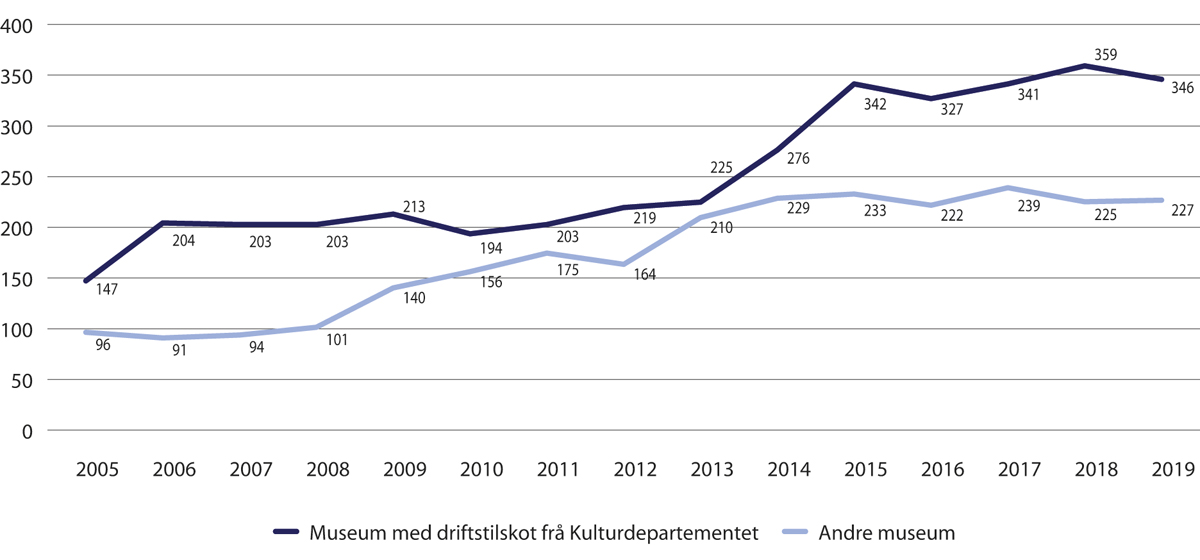 400
350
300
250
200
150
100
50
0
147 204 203 203 213 194 203 219 225 276 342 327 341 359 346
96 91 94 101 140 156 175 164 210 229 233 222 239 225 227
2005 2006 2007 2008 2009 2010 2011 2012 2013 2014 2015 2016 2017 2018 2019
Museum med driftstilskot frå Kulturdepartementet Andre museum